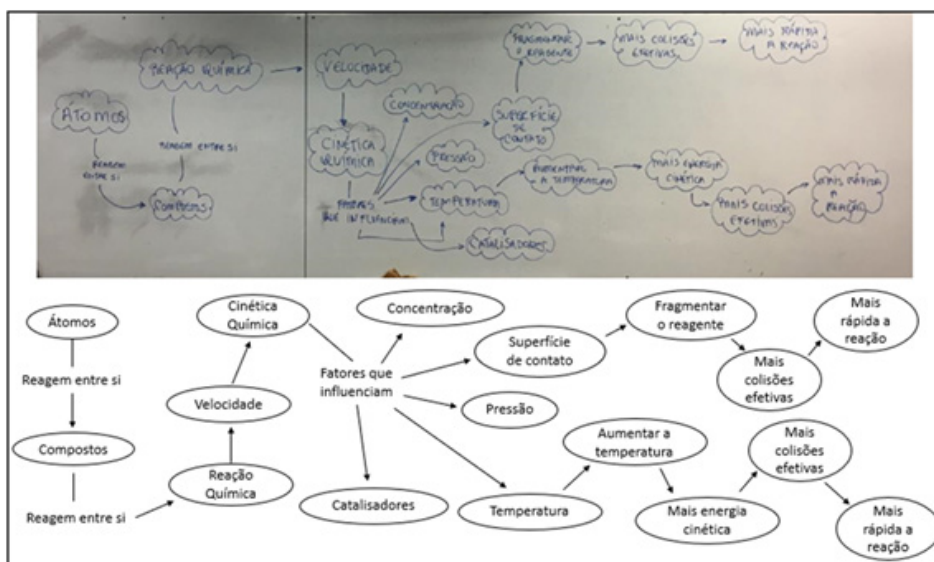 FRAGMENTAR
O REAGENTE
MAIS COLISÕES
EFETIVAS
MAIS RÁPIDA
A REAÇÃO
REAÇÃO QUÍMICA
VELOCIDADE
CONCENTRAÇÃO
SUPERFÍCIE
DE
CONTATO
ÁTOMOS
REAGEM
ENTRE SI
REAGEM ENTRE SI
COMPOSTOS
CINÉTICA
QUÍMICA
PRESSÃO
FATORES
QUE INFLUENCIAM
TEMPERATURA
AUMENTAR
A TEMPERATURA
MAIS ENERGIA
CINÉTICA
MAIS COLISÕES
EFETIVAS
MAIS RÁPIDA
A
REAÇÃO
CATALISADORES
Átomos
Reagem entre si
Compostos
Reagem entre si
Reação
Química
Velocidade
Cinética
Química
Fatores que
influenciam
Concentração
Superfície
de contato
Fragmentar
o reagente
Mais
colisões
efetivas
Mais
rápida a
reação
Pressão
Catalisadores
Temperatura
Aumentar a
temperatura
Mais energia
cinética
Mais
colisões
efetivas
Mais
rápida a
reação